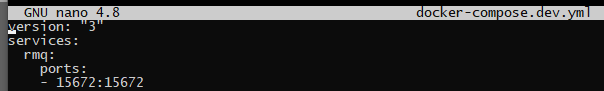 GNU nano 4.8 docker-compose.dev.yml
version: "3"
services:
  rmq:
    ports:
    - 15672:15672